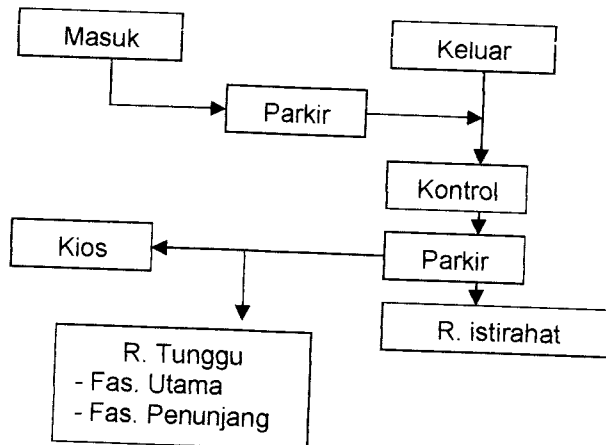 Masuk
Keluar
Parkir
Kontrol
Kios
Parkir
R. istirahat
R. Tunggu
- Fas. Utama
- Fas. Penunjang